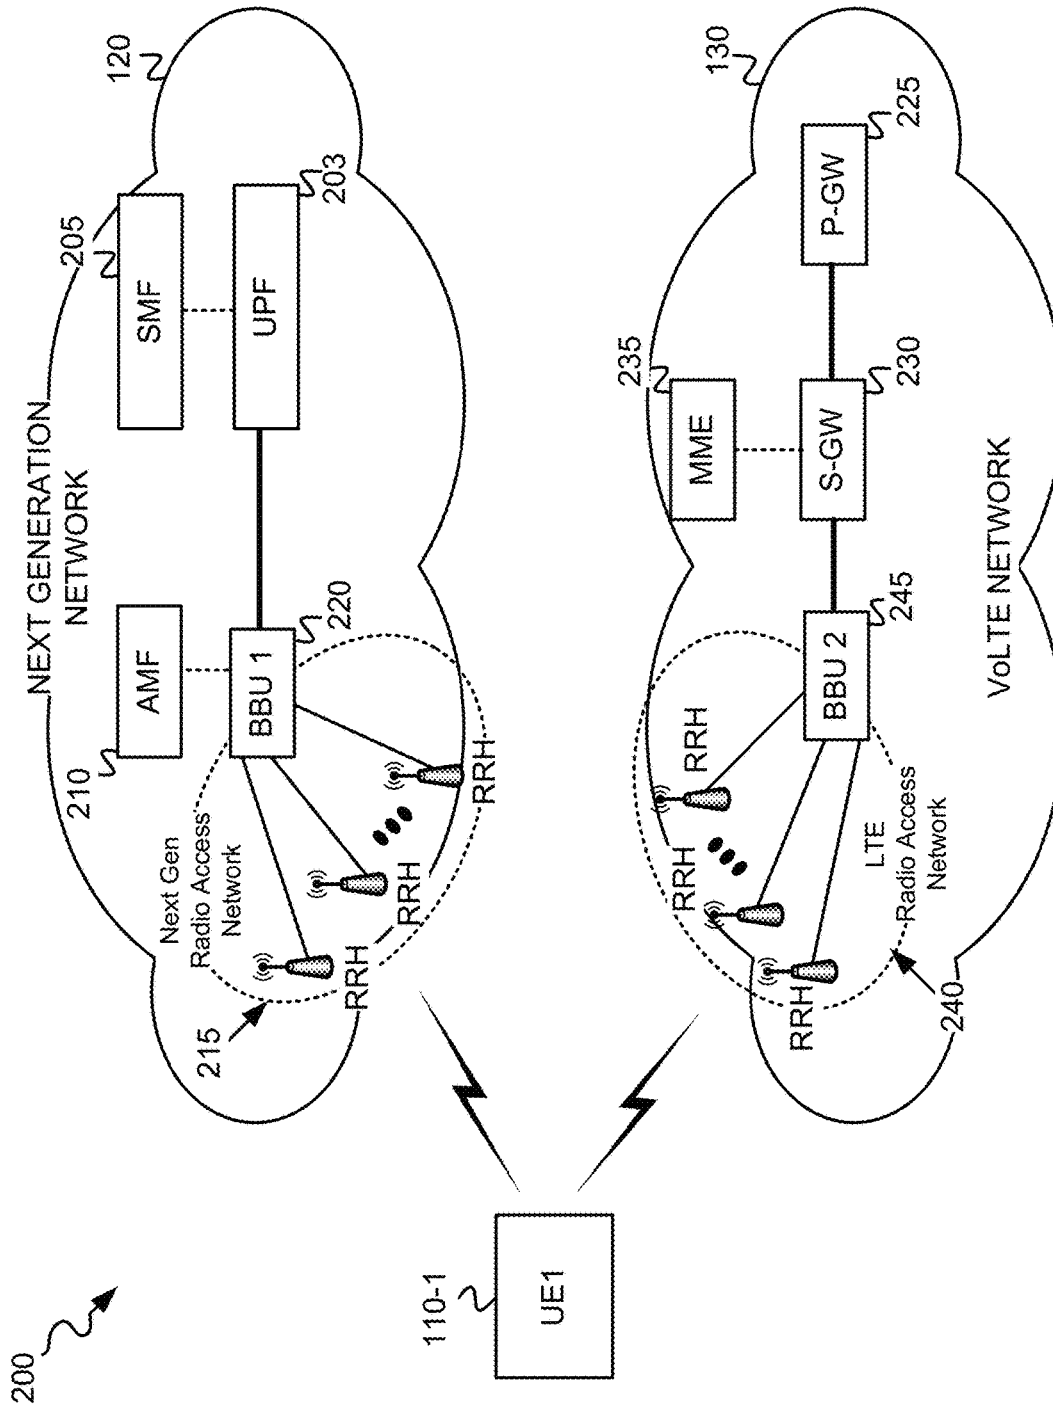 200
110-1
UE1
NEXT GENERATION
NETWORK
120
AMF
210
SMF
205
UPF
203
BBU 1
220
Next Gen
Radio Access
Network
215
RRH
RRH
RRH
130
MME
235
P-GW
225
S-GW
230
BBU 2
245
RRH
RRH
RRH
LTE
Radio Access
Network
240
VoLTE NETWORK